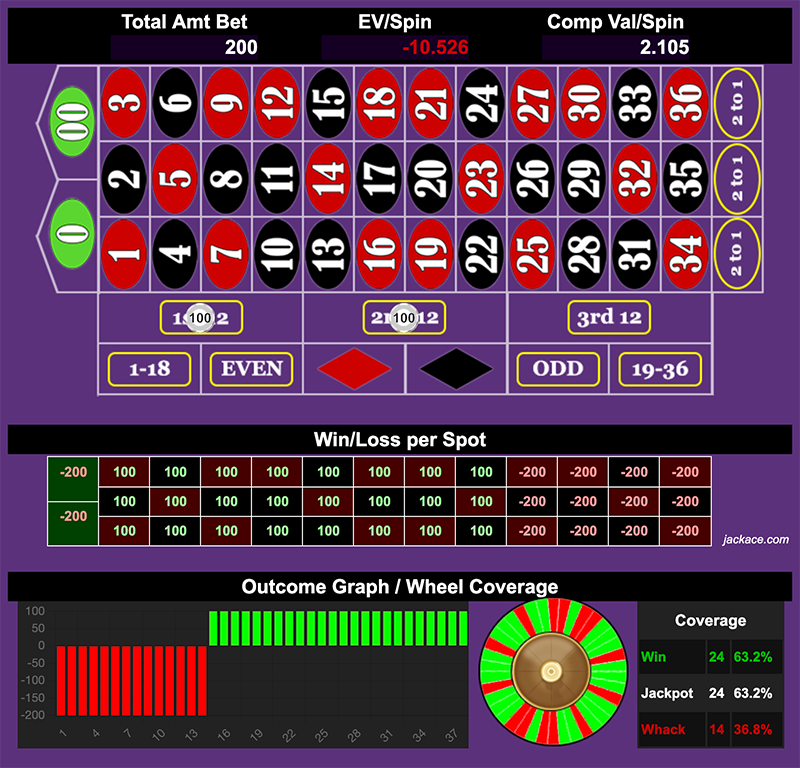 Total Amt Bet EV/Spin Comp Val/Spin
200 -10.526 2.105
00 3 6 9 12 15 18 21 24 27 30 33 36 2 to 1
2 5 8 11 14 17 20 23 26 29 32 35 2 to 1
0 1 4 7 10 13 16 19 22 25 28 31 34 2 to 1
100 12 100 12 3rd 12
1-18 EVEN ODD 19-36
Win/Loss per Spot
-200 100 100 100 100 100 100 100 100 -200 -200 -200 -200
100 100 100 100 100 100 100 100 -200 -200 -200 -200
-200 100 100 100 100 100 100 100 100 -200 -200 -200 -200
jackace.com
Outcome Graph / Wheel Coverage
100
50
0
-50
-100
-150
-200
1 4 7 10 13 16 19 22 25 28 31 34 37
Coverage
Win 24 63.2%
Jackpot 24 63.2%
Whack 14 36.8%